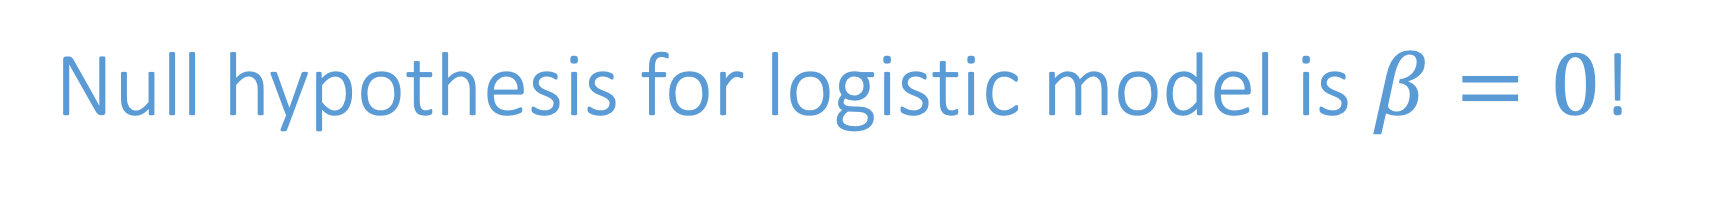 Null hypothesis for logistic model is 𝛽 = 0!